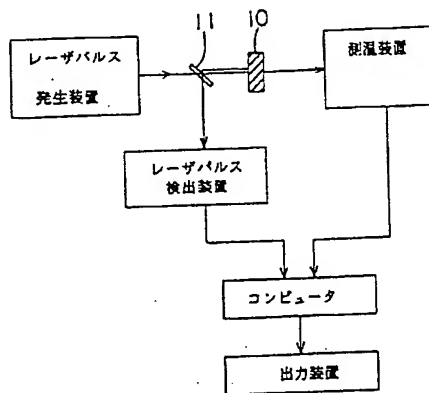 11
10
レーザパルス
発生装置
測温装置
レーザパルス
検出装置
コンピュータ
出力装置